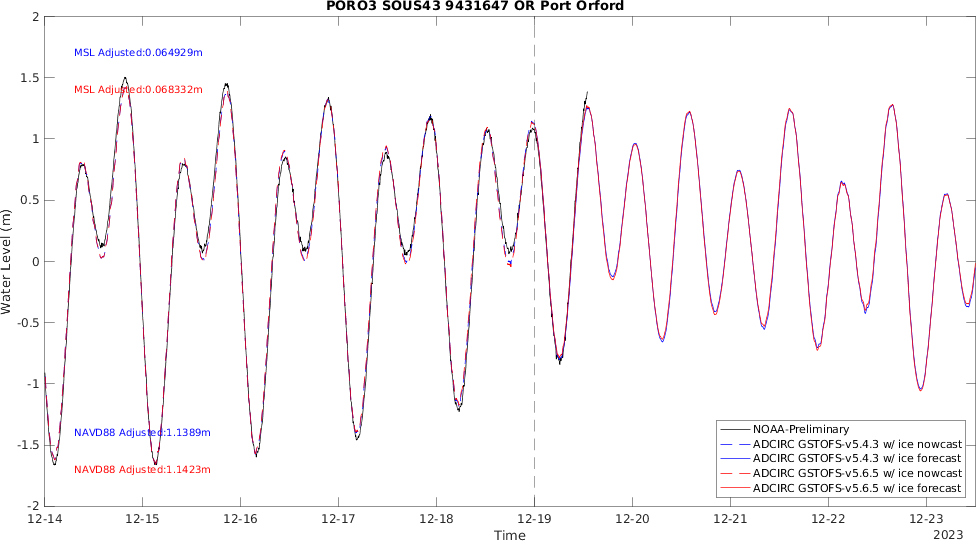 PORO3 SOUS43 9431647 OR Port Orford
2
MSL Adjusted:0.064929m
1.5
MSL Adjusted:0.068332m
1
0.5
Water Level (m)
0
-0.5
-1
NAVD88 Adjusted:1.1389m
-1.5
NAVD88 Adjusted:1.1423m
-2
NOAA-Preliminary
ADCIRC GSTOFS-v5.4.3 w/ ice nowcast
ADCIRC GSTOFS-v5.4.3 w/ ice forecast
ADCIRC GSTOFS-v5.6.5 w/ ice nowcast
ADCIRC GSTOFS-v5.6.5 w/ ice forecast
12-14 12-15 12-16 12-17 12-18 12-19 12-20 12-21 12-22 12-23
Time
2023